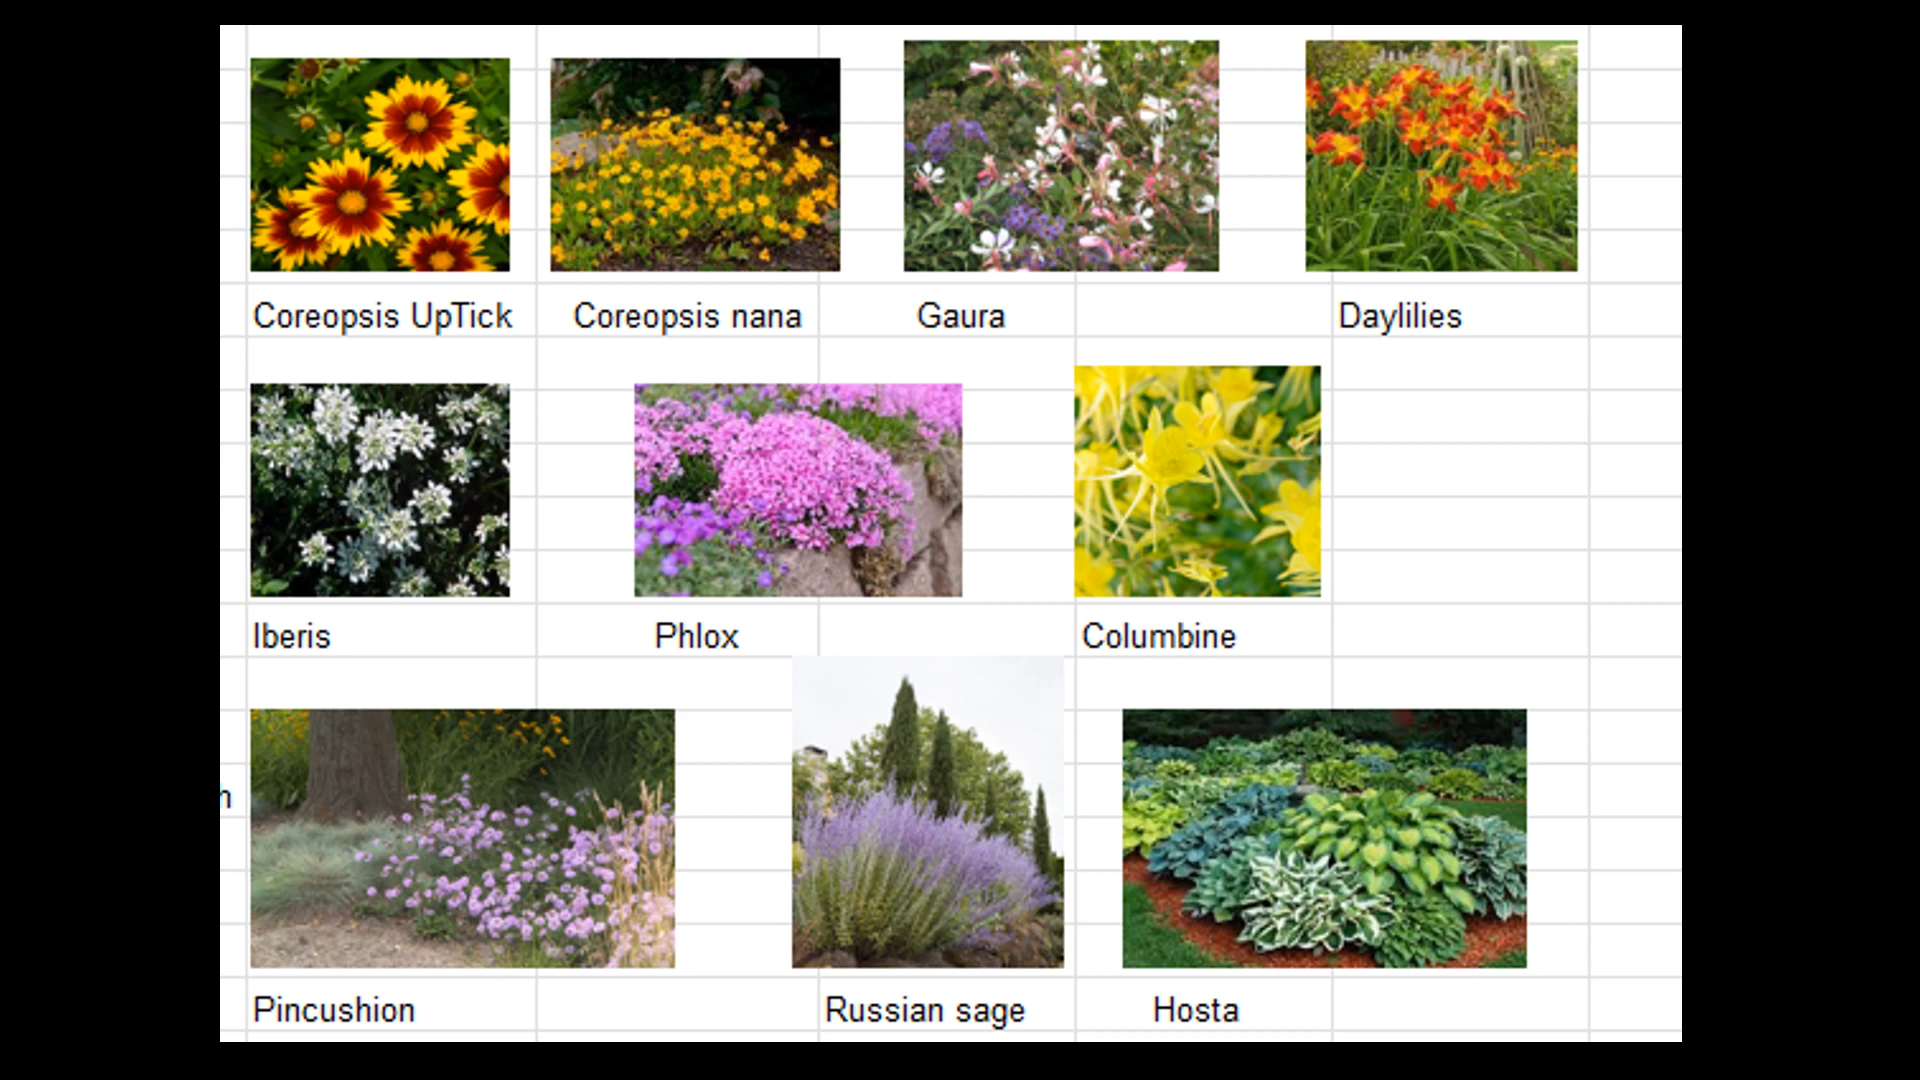 Coreopsis UpTick
Coreopsis nana
Gaura
Daylilies
Iberis
Phlox
Columbine
Pincushion
Russian sage
Hosta